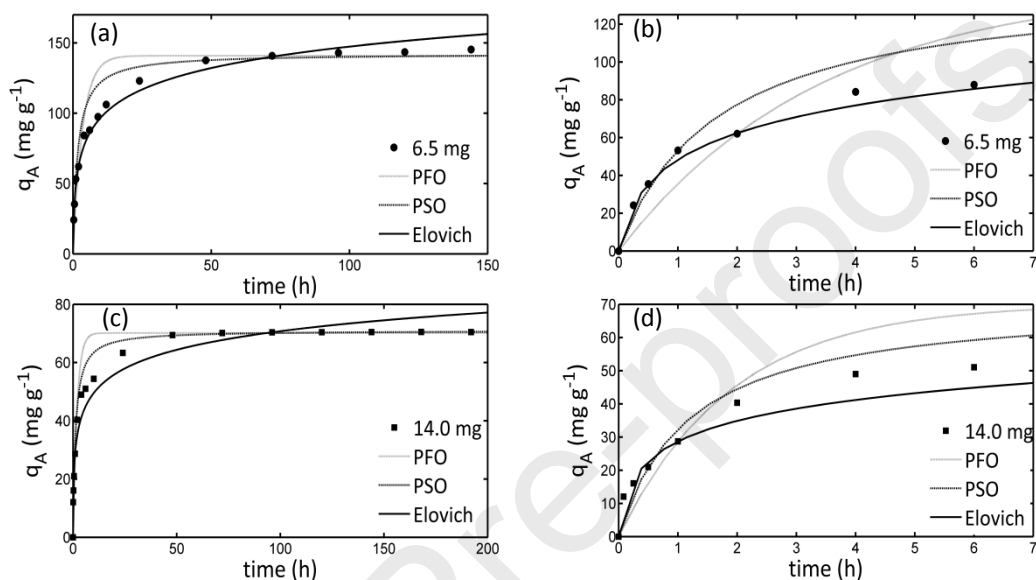 (a)
q_A (mg g⁻¹)
150
100
50
0
6.5 mg
PFO
PSO
Elovich
0 50 100 150
time (h)
(b)
q_A (mg g⁻¹)
120
100
80
60
40
20
0
6.5 mg
PFO
PSO
Elovich
0 1 2 3 4 5 6 7
time (h)
(c)
q_A (mg g⁻¹)
80
60
40
20
0
14.0 mg
PFO
PSO
Elovich
0 50 100 150 200
time (h)
(d)
q_A (mg g⁻¹)
70
60
50
40
30
20
10
0
14.0 mg
PFO
PSO
Elovich
0 1 2 3 4 5 6 7
time (h)
Pre-proofs